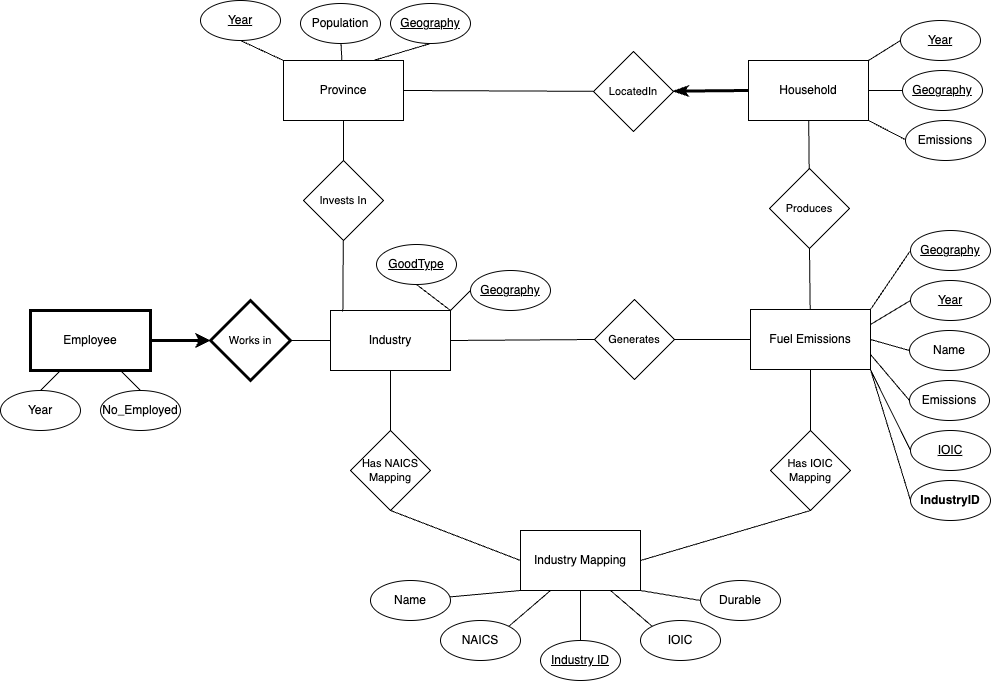 Year
Population
Geography
Province
LocatedIn
Household
Year
Geography
Emissions
Invests In
Produces
GoodType
Geography
Employee
Works in
Industry
Generates
Fuel Emissions
Geography
Year
Name
Emissions
IOIC
IndustryID
Year
No_Employed
Has NAICS
Mapping
Has IOIC
Mapping
Industry Mapping
Name
NAICS
Industry ID
IOIC
Durable